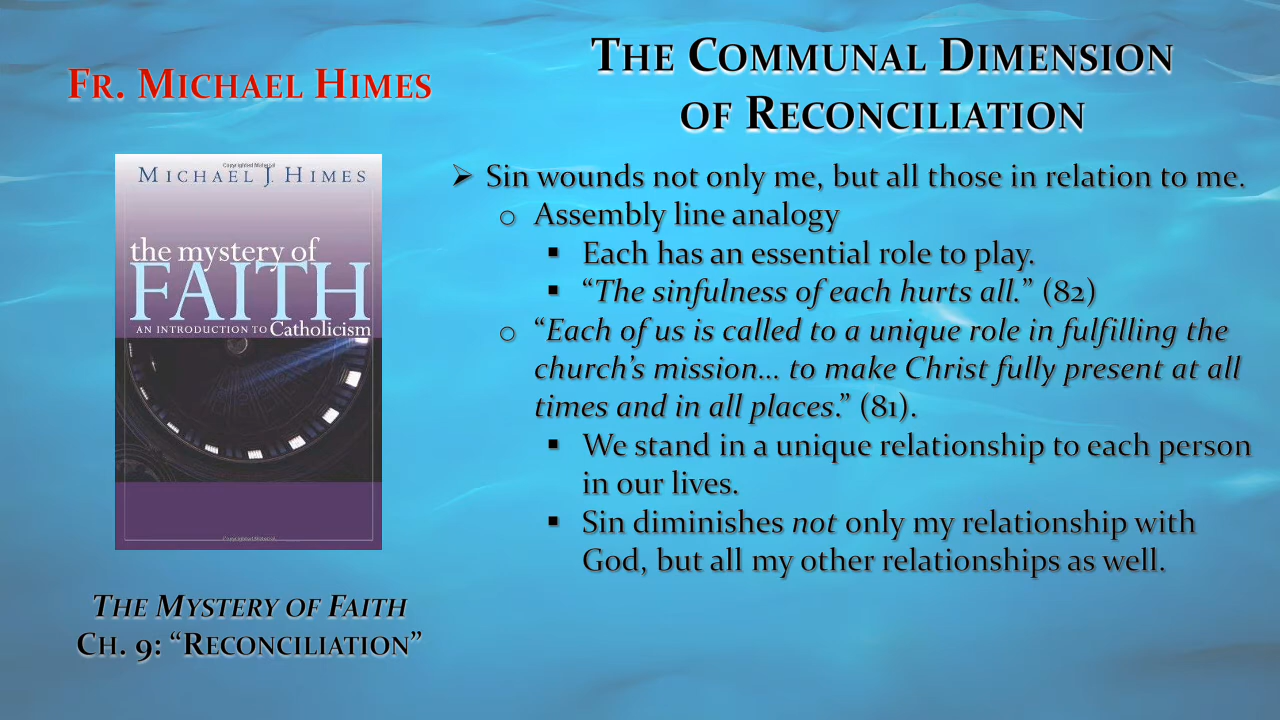 FR. MICHAEL HIMES
Copyrighted Material
MICHAEL J. HIMES
the mystery of
FAITH
AN INTRODUCTION TO Catholicism
Copyrighted Material
THE MYSTERY OF FAITH
CH. 9: “RECONCILIATION”
THE COMMUNAL DIMENSION
OF RECONCILIATION
➢ Sin wounds not only me, but all those in relation to me.
o Assembly line analogy
▪ Each has an essential role to play.
▪ “The sinfulness of each hurts all.” (82)
o “Each of us is called to a unique role in fulfilling the
church’s mission… to make Christ fully present at all
times and in all places.” (81).
▪ We stand in a unique relationship to each person
in our lives.
▪ Sin diminishes not only my relationship with
God, but all my other relationships as well.